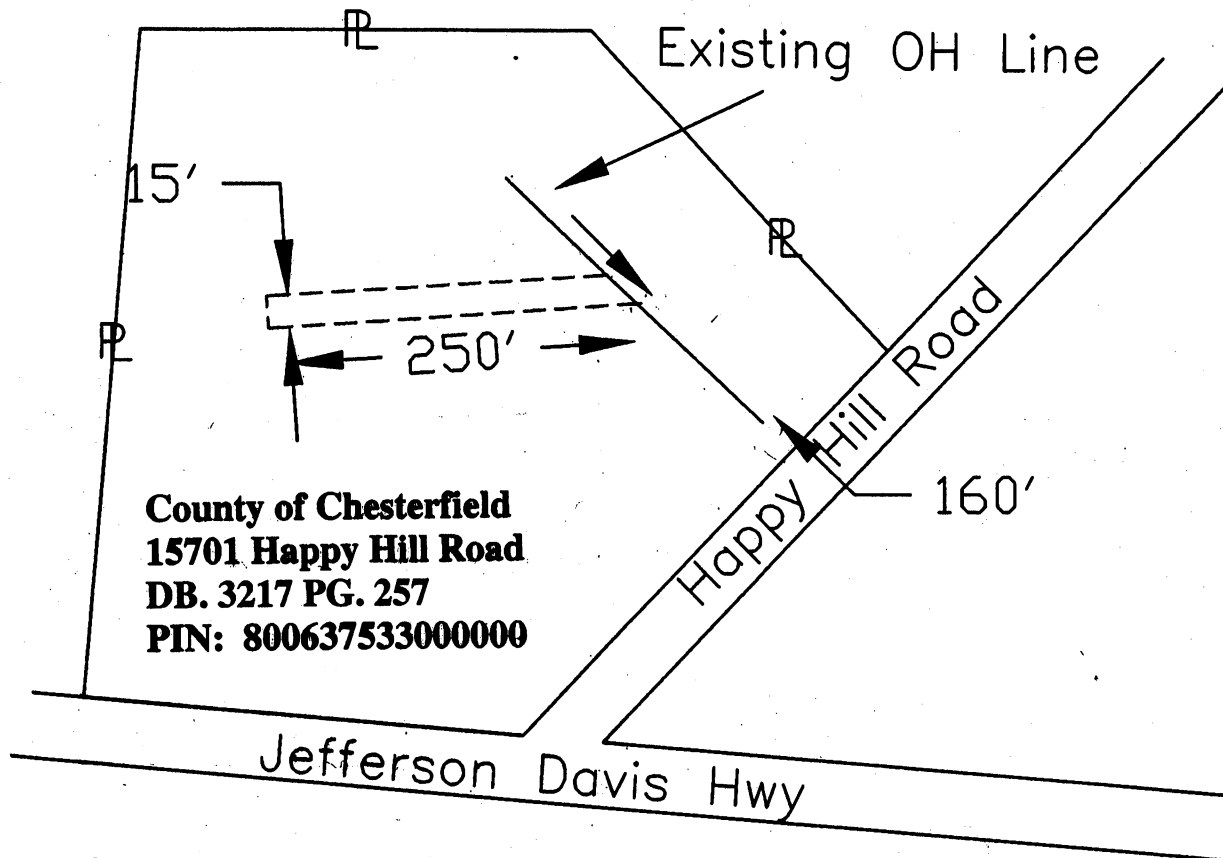 PL
Existing OH Line
15'
PL
PL
250'
Happy Hill Road
160'
County of Chesterfield
15701 Happy Hill Road
DB. 3217 PG. 257
PIN: 800637533000000
Jefferson Davis Hwy